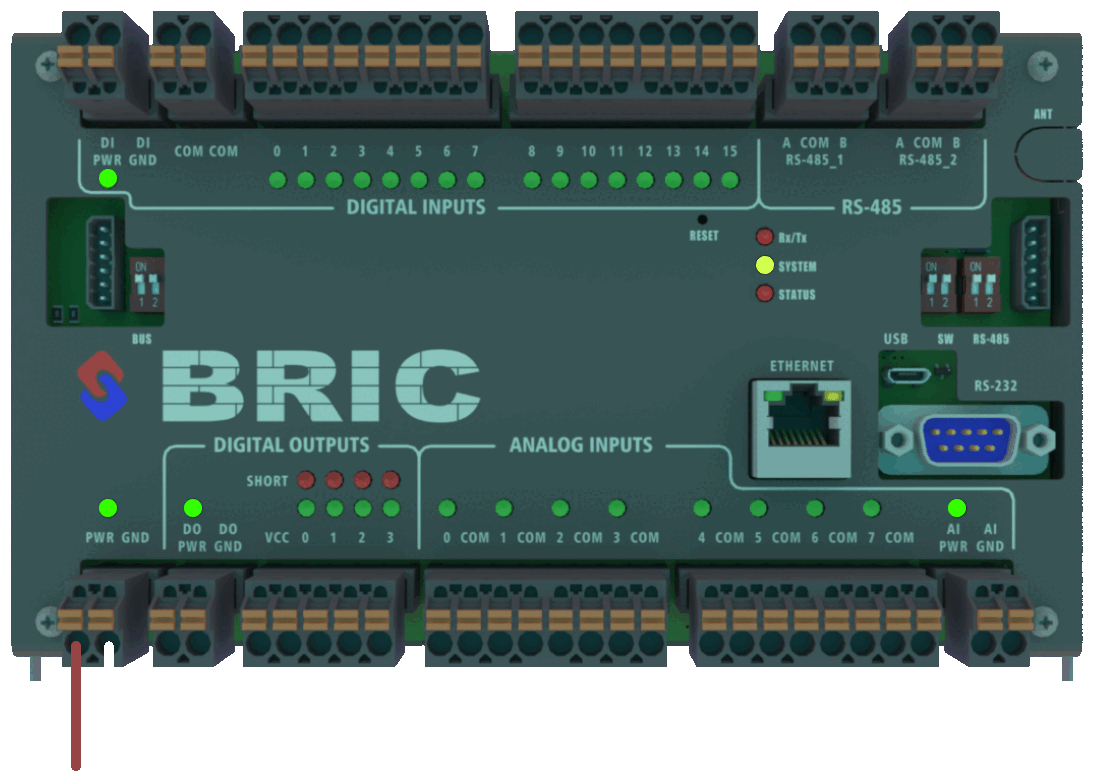 ANT
DI DI
PWR GND
COM COM
0 1 2 3 4 5 6 7
8 9 10 11 12 13 14 15
A COM B
RS-485_1
A COM B
RS-485_2
DIGITAL INPUTS
RS-485
RESET
Rx/Tx
SYSTEM
STATUS
ON
1 2
BUS
ON
1 2
SW
ON
1 2
RS-485
USB
RS-232
ETHERNET
BRIC
DIGITAL OUTPUTS
ANALOG INPUTS
SHORT
PWR GND
DO DO
PWR GND
VCC 0 1 2 3
0 COM 1 COM 2 COM 3 COM
4 COM 5 COM 6 COM 7 COM
AI AI
PWR GND